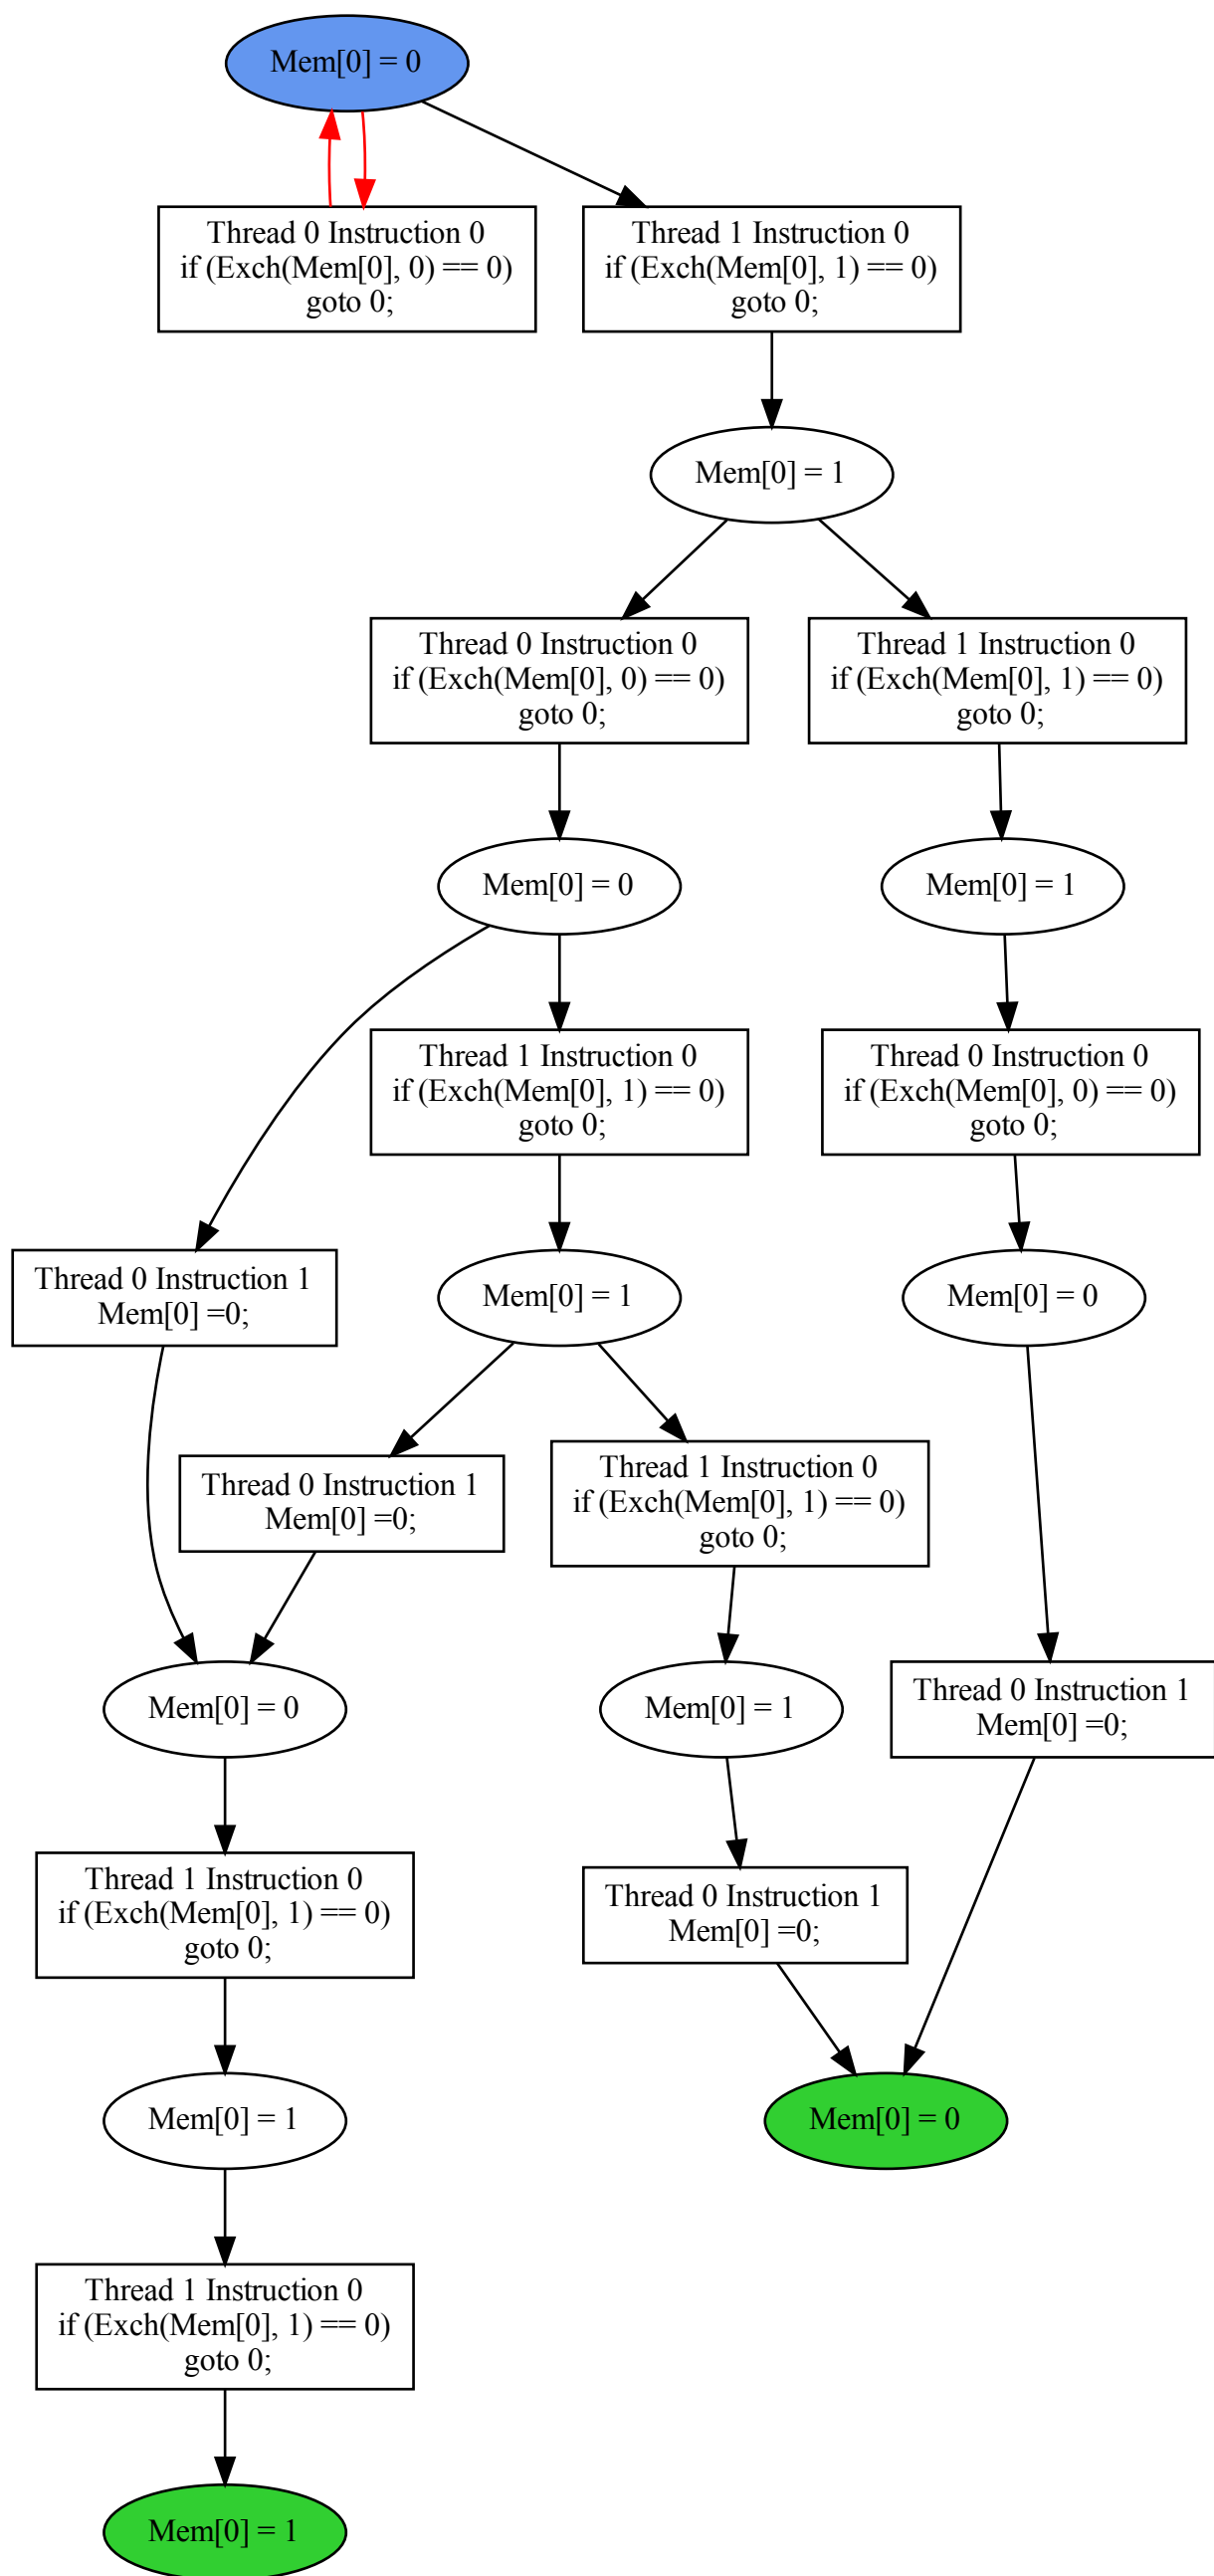 Mem[0] = 0
Thread 0 Instruction 0
if (Exch(Mem[0], 0) == 0)
goto 0;
Thread 1 Instruction 0
if (Exch(Mem[0], 1) == 0)
goto 0;
Mem[0] = 1
Thread 0 Instruction 0
if (Exch(Mem[0], 0) == 0)
goto 0;
Thread 1 Instruction 0
if (Exch(Mem[0], 1) == 0)
goto 0;
Mem[0] = 0
Mem[0] = 1
Thread 1 Instruction 0
if (Exch(Mem[0], 1) == 0)
goto 0;
Thread 0 Instruction 0
if (Exch(Mem[0], 0) == 0)
goto 0;
Thread 0 Instruction 1
Mem[0] =0;
Mem[0] = 1
Mem[0] = 0
Thread 0 Instruction 1
Mem[0] =0;
Thread 1 Instruction 0
if (Exch(Mem[0], 1) == 0)
goto 0;
Mem[0] = 0
Mem[0] = 1
Thread 0 Instruction 1
Mem[0] =0;
Thread 1 Instruction 0
if (Exch(Mem[0], 1) == 0)
goto 0;
Thread 0 Instruction 1
Mem[0] =0;
Mem[0] = 1
Mem[0] = 0
Thread 1 Instruction 0
if (Exch(Mem[0], 1) == 0)
goto 0;
Mem[0] = 1